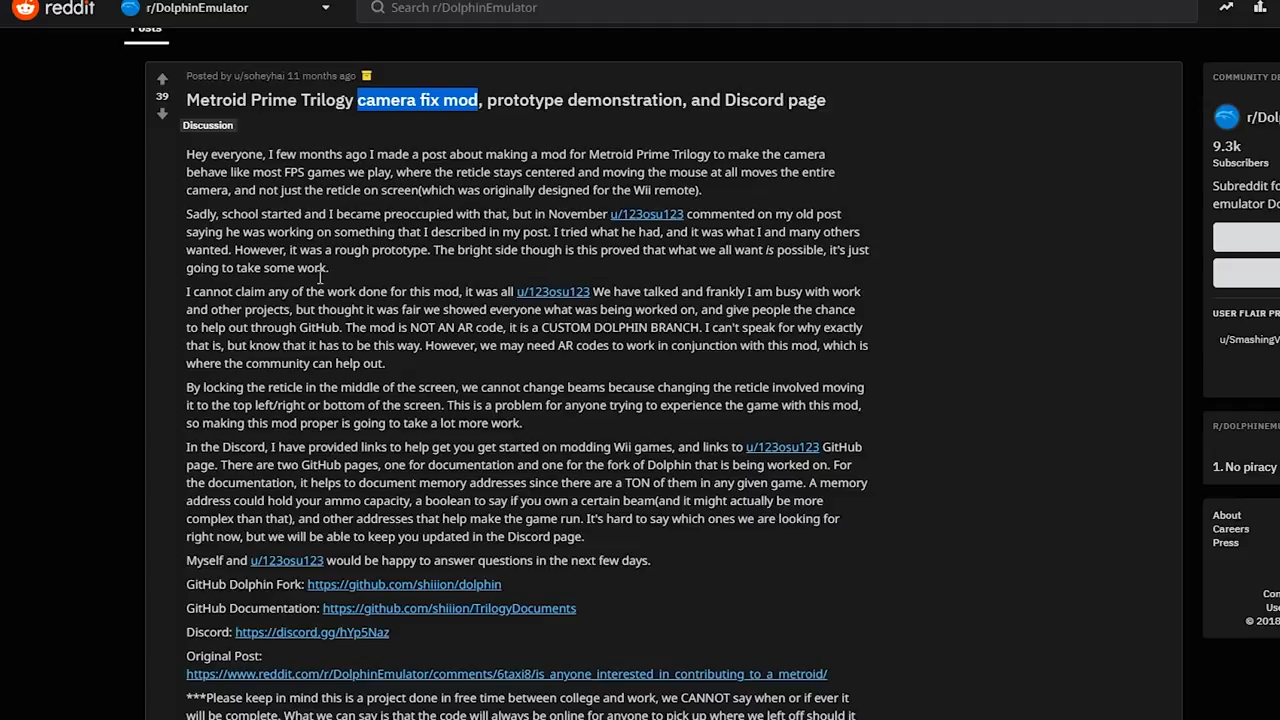 reddit
r/DolphinEmulator
Search r/DolphinEmulator
Posts
Posted by u/soheyhai 11 months ago
39
Metroid Prime Trilogy camera fix mod, prototype demonstration, and Discord page
Discussion
Hey everyone, I few months ago I made a post about making a mod for Metroid Prime Trilogy to make the camera
behave like most FPS games we play, where the reticle stays centered and moving the mouse at all moves the entire
camera, and not just the reticle on screen(which was originally designed for the Wii remote).
Sadly, school started and I became preoccupied with that, but in November u/123osu123 commented on my old post
saying he was working on something that I described in my post. I tried what he had, and it was what I and many others
wanted. However, it was a rough prototype. The bright side though is this proved that what we all want is possible, it's just
going to take some work.
I cannot claim any of the work done for this mod, it was all u/123osu123 We have talked and frankly I am busy with work
and other projects, but thought it was fair we showed everyone what was being worked on, and give people the chance
to help out through GitHub. The mod is NOT AN AR code, it is a CUSTOM DOLPHIN BRANCH. I can't speak for why exactly
that is, but know that it has to be this way. However, we may need AR codes to work in conjunction with this mod, which is
where the community can help out.
By locking the reticle in the middle of the screen, we cannot change beams because changing the reticle involved moving
it to the top left/right or bottom of the screen. This is a problem for anyone trying to experience the game with this mod,
so making this mod proper is going to take a lot more work.
In the Discord, I have provided links to help get you get started on modding Wii games, and links to u/123osu123 GitHub
page. There are two GitHub pages, one for documentation and one for the fork of Dolphin that is being worked on. For
the documentation, it helps to document memory addresses since there are a TON of them in any given game. A memory
address could hold your ammo capacity, a boolean to say if you own a certain beam(and it might actually be more
complex than that), and other addresses that help make the game run. It's hard to say which ones we are looking for
right now, but we will be able to keep you updated in the Discord page.
Myself and u/123osu123 would be happy to answer questions in the next few days.
GitHub Dolphin Fork: https://github.com/shiiion/dolphin
GitHub Documentation: https://github.com/shiiion/TrilogyDocuments
Discord: https://discord.gg/hYp5Naz
Original Post:
https://www.reddit.com/r/DolphinEmulator/comments/6taxi8/is_anyone_interested_in_contributing_to_a_metroid/
***Please keep in mind this is a project done in free time between college and work, we CANNOT say when or if ever it
will be complete. What we can say is that the code will always be online for anyone to pick up where we left off should it
COMMUNITY DE
r/Dol
9.3k
Subscribers
Subreddit fo
emulator Do
USER FLAIR PR
u/SmashingV
R/DOLPHINEMU
1. No piracy
About
Careers
Press
Con
Use
© 2018